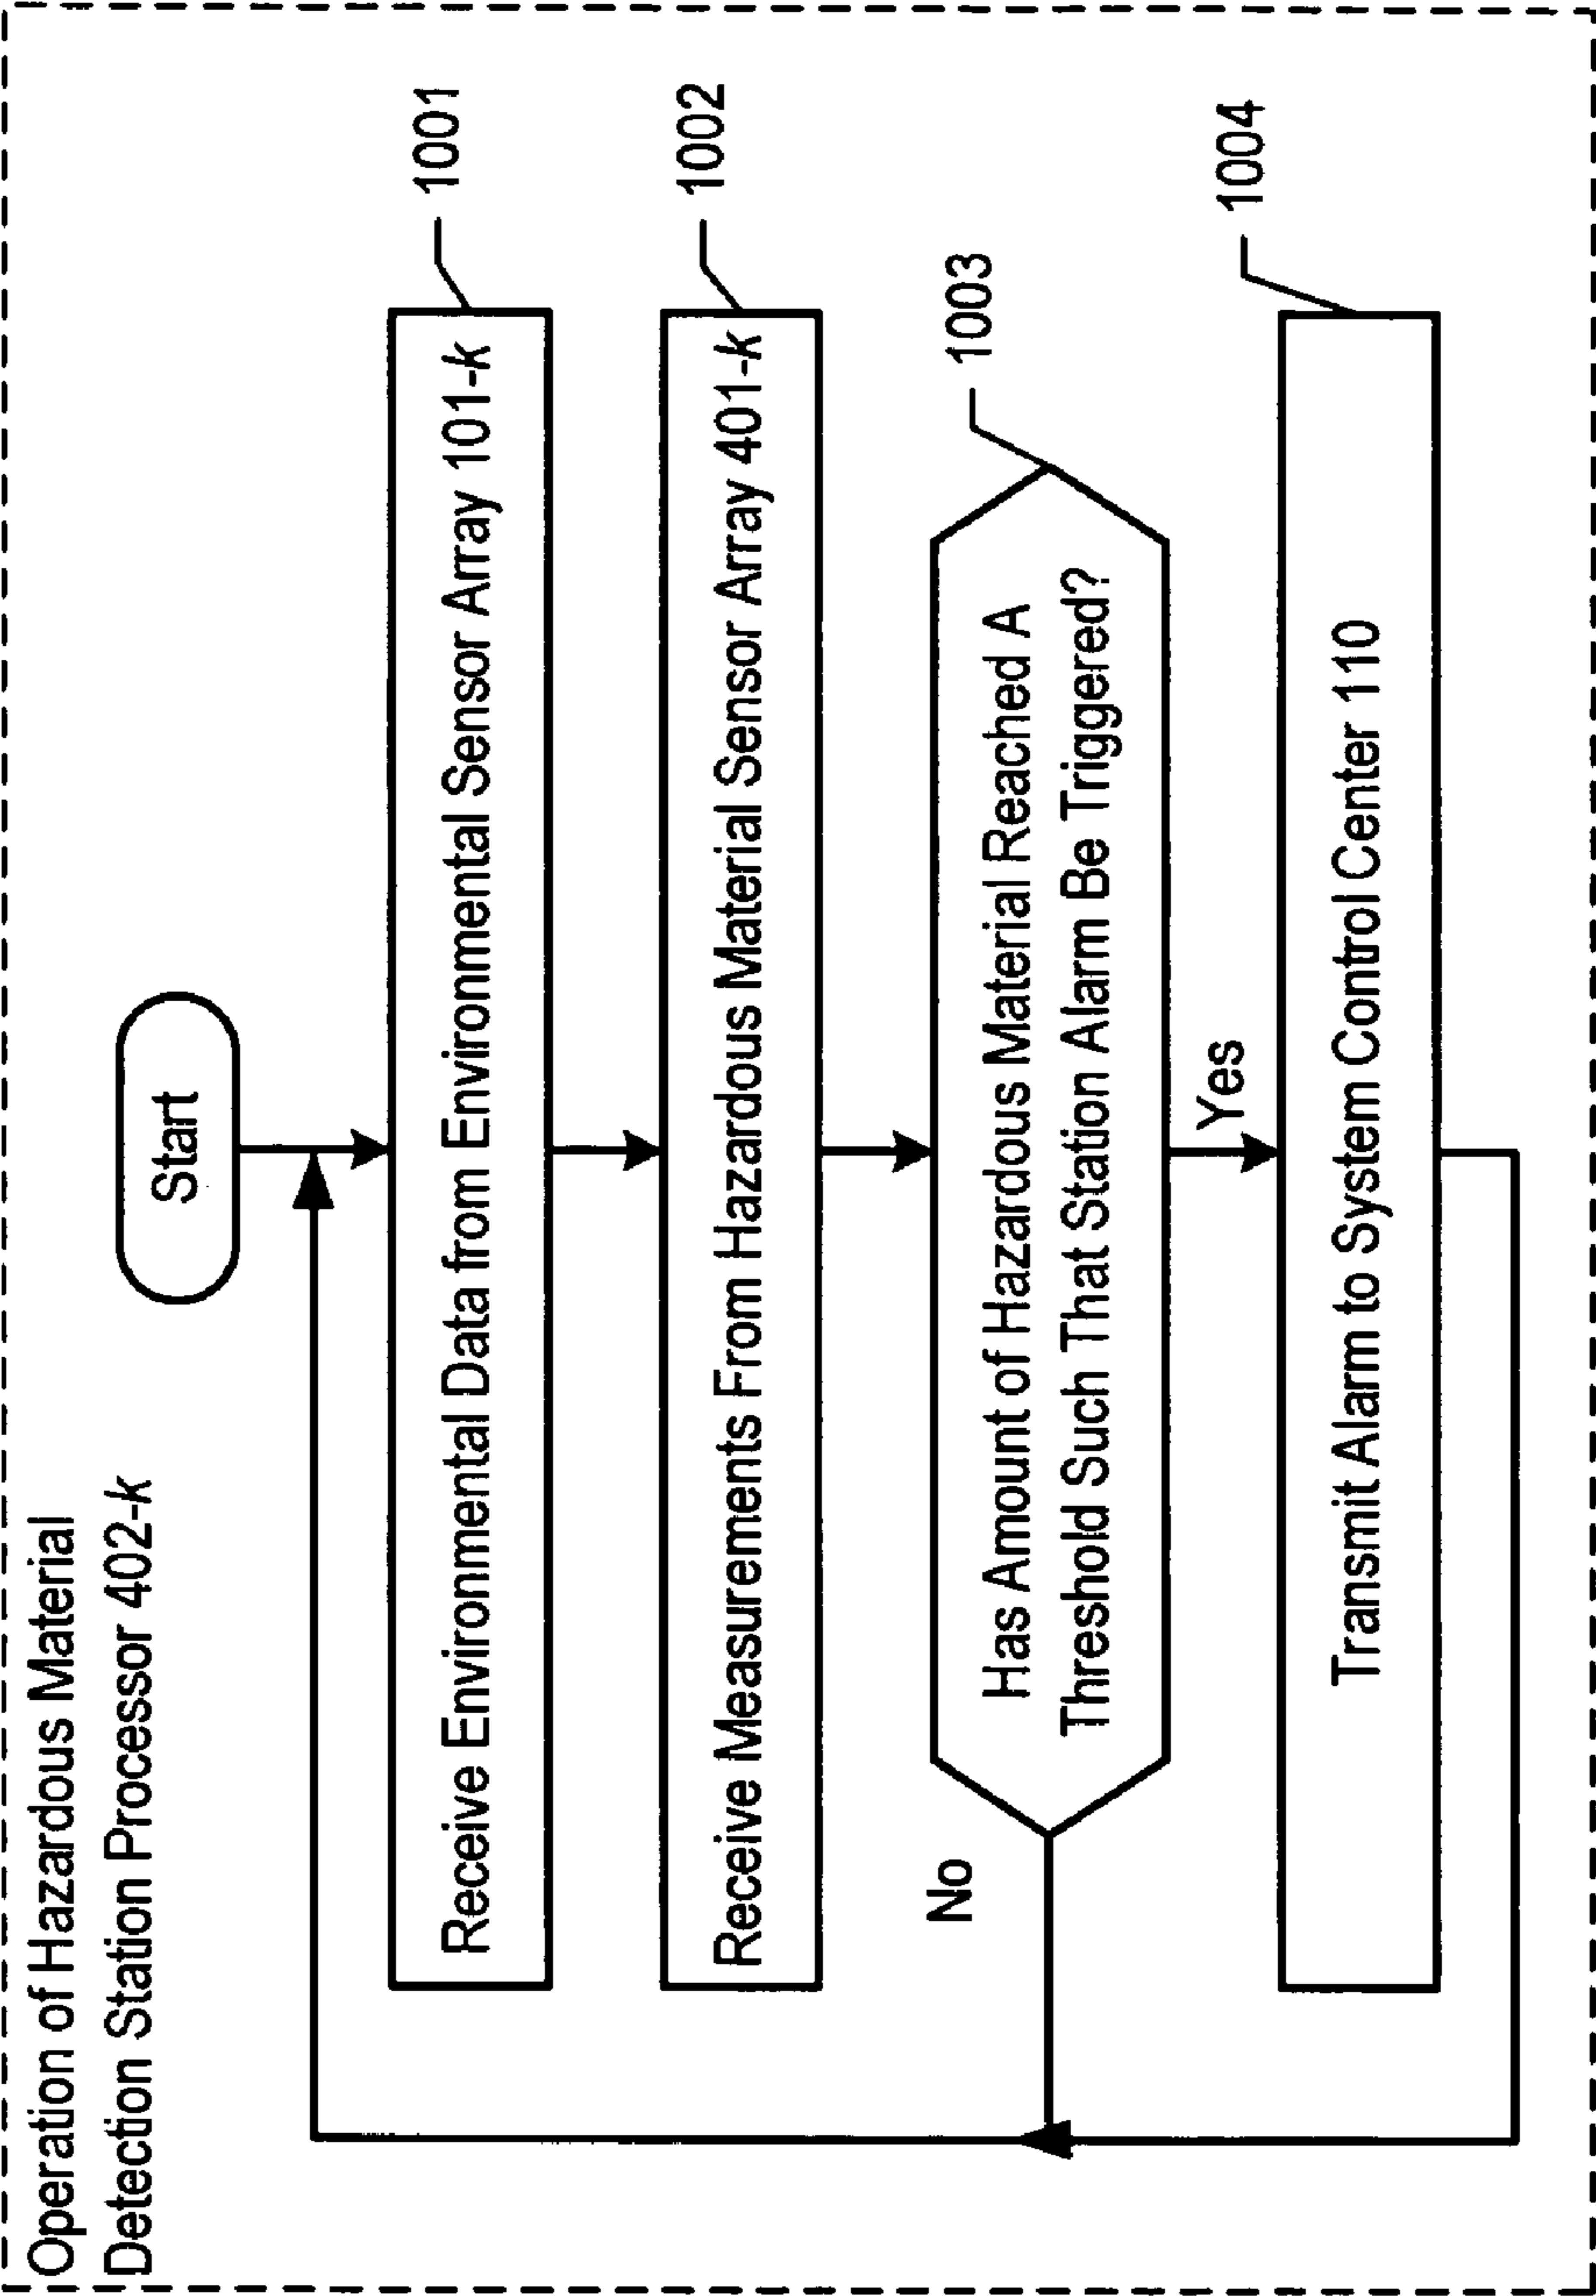 Operation of Hazardous Material
Detection Station Processor 402-k
Start
Receive Environmental Data from Environmental Sensor Array 101-k
1001
Receive Measurements From Hazardous Material Sensor Array 401-k
1002
Has Amount of Hazardous Material Reached A
Threshold Such That Station Alarm Be Triggered?
1003
No
Yes
Transmit Alarm to System Control Center 110
1004